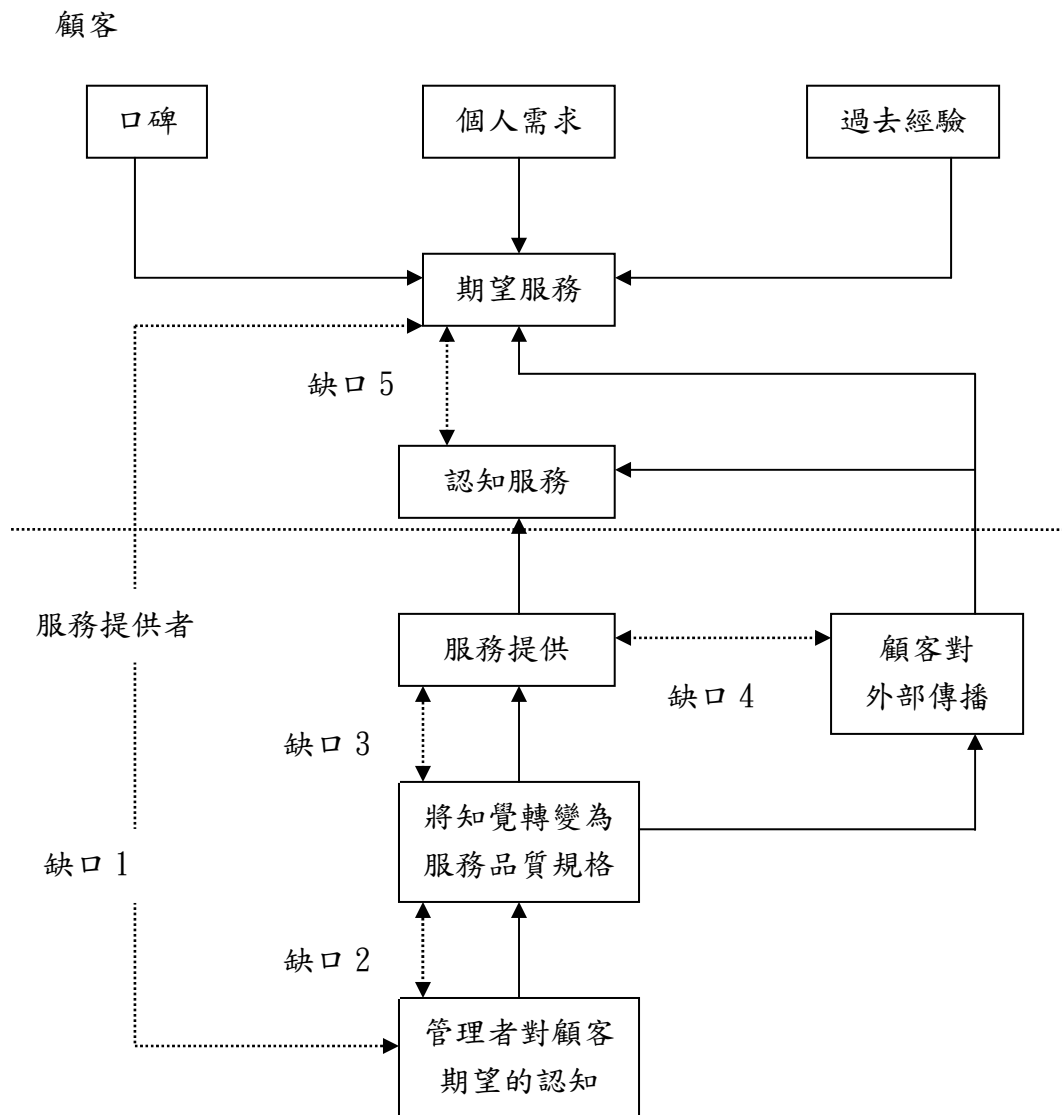 顧客
口碑
個人需求
過去經驗
期望服務
缺口 5
認知服務
服務提供者
服務提供
顧客對
外部傳播
缺口 4
缺口 3
將知覺轉變為
服務品質規格
缺口 1
缺口 2
管理者對顧客
期望的認知